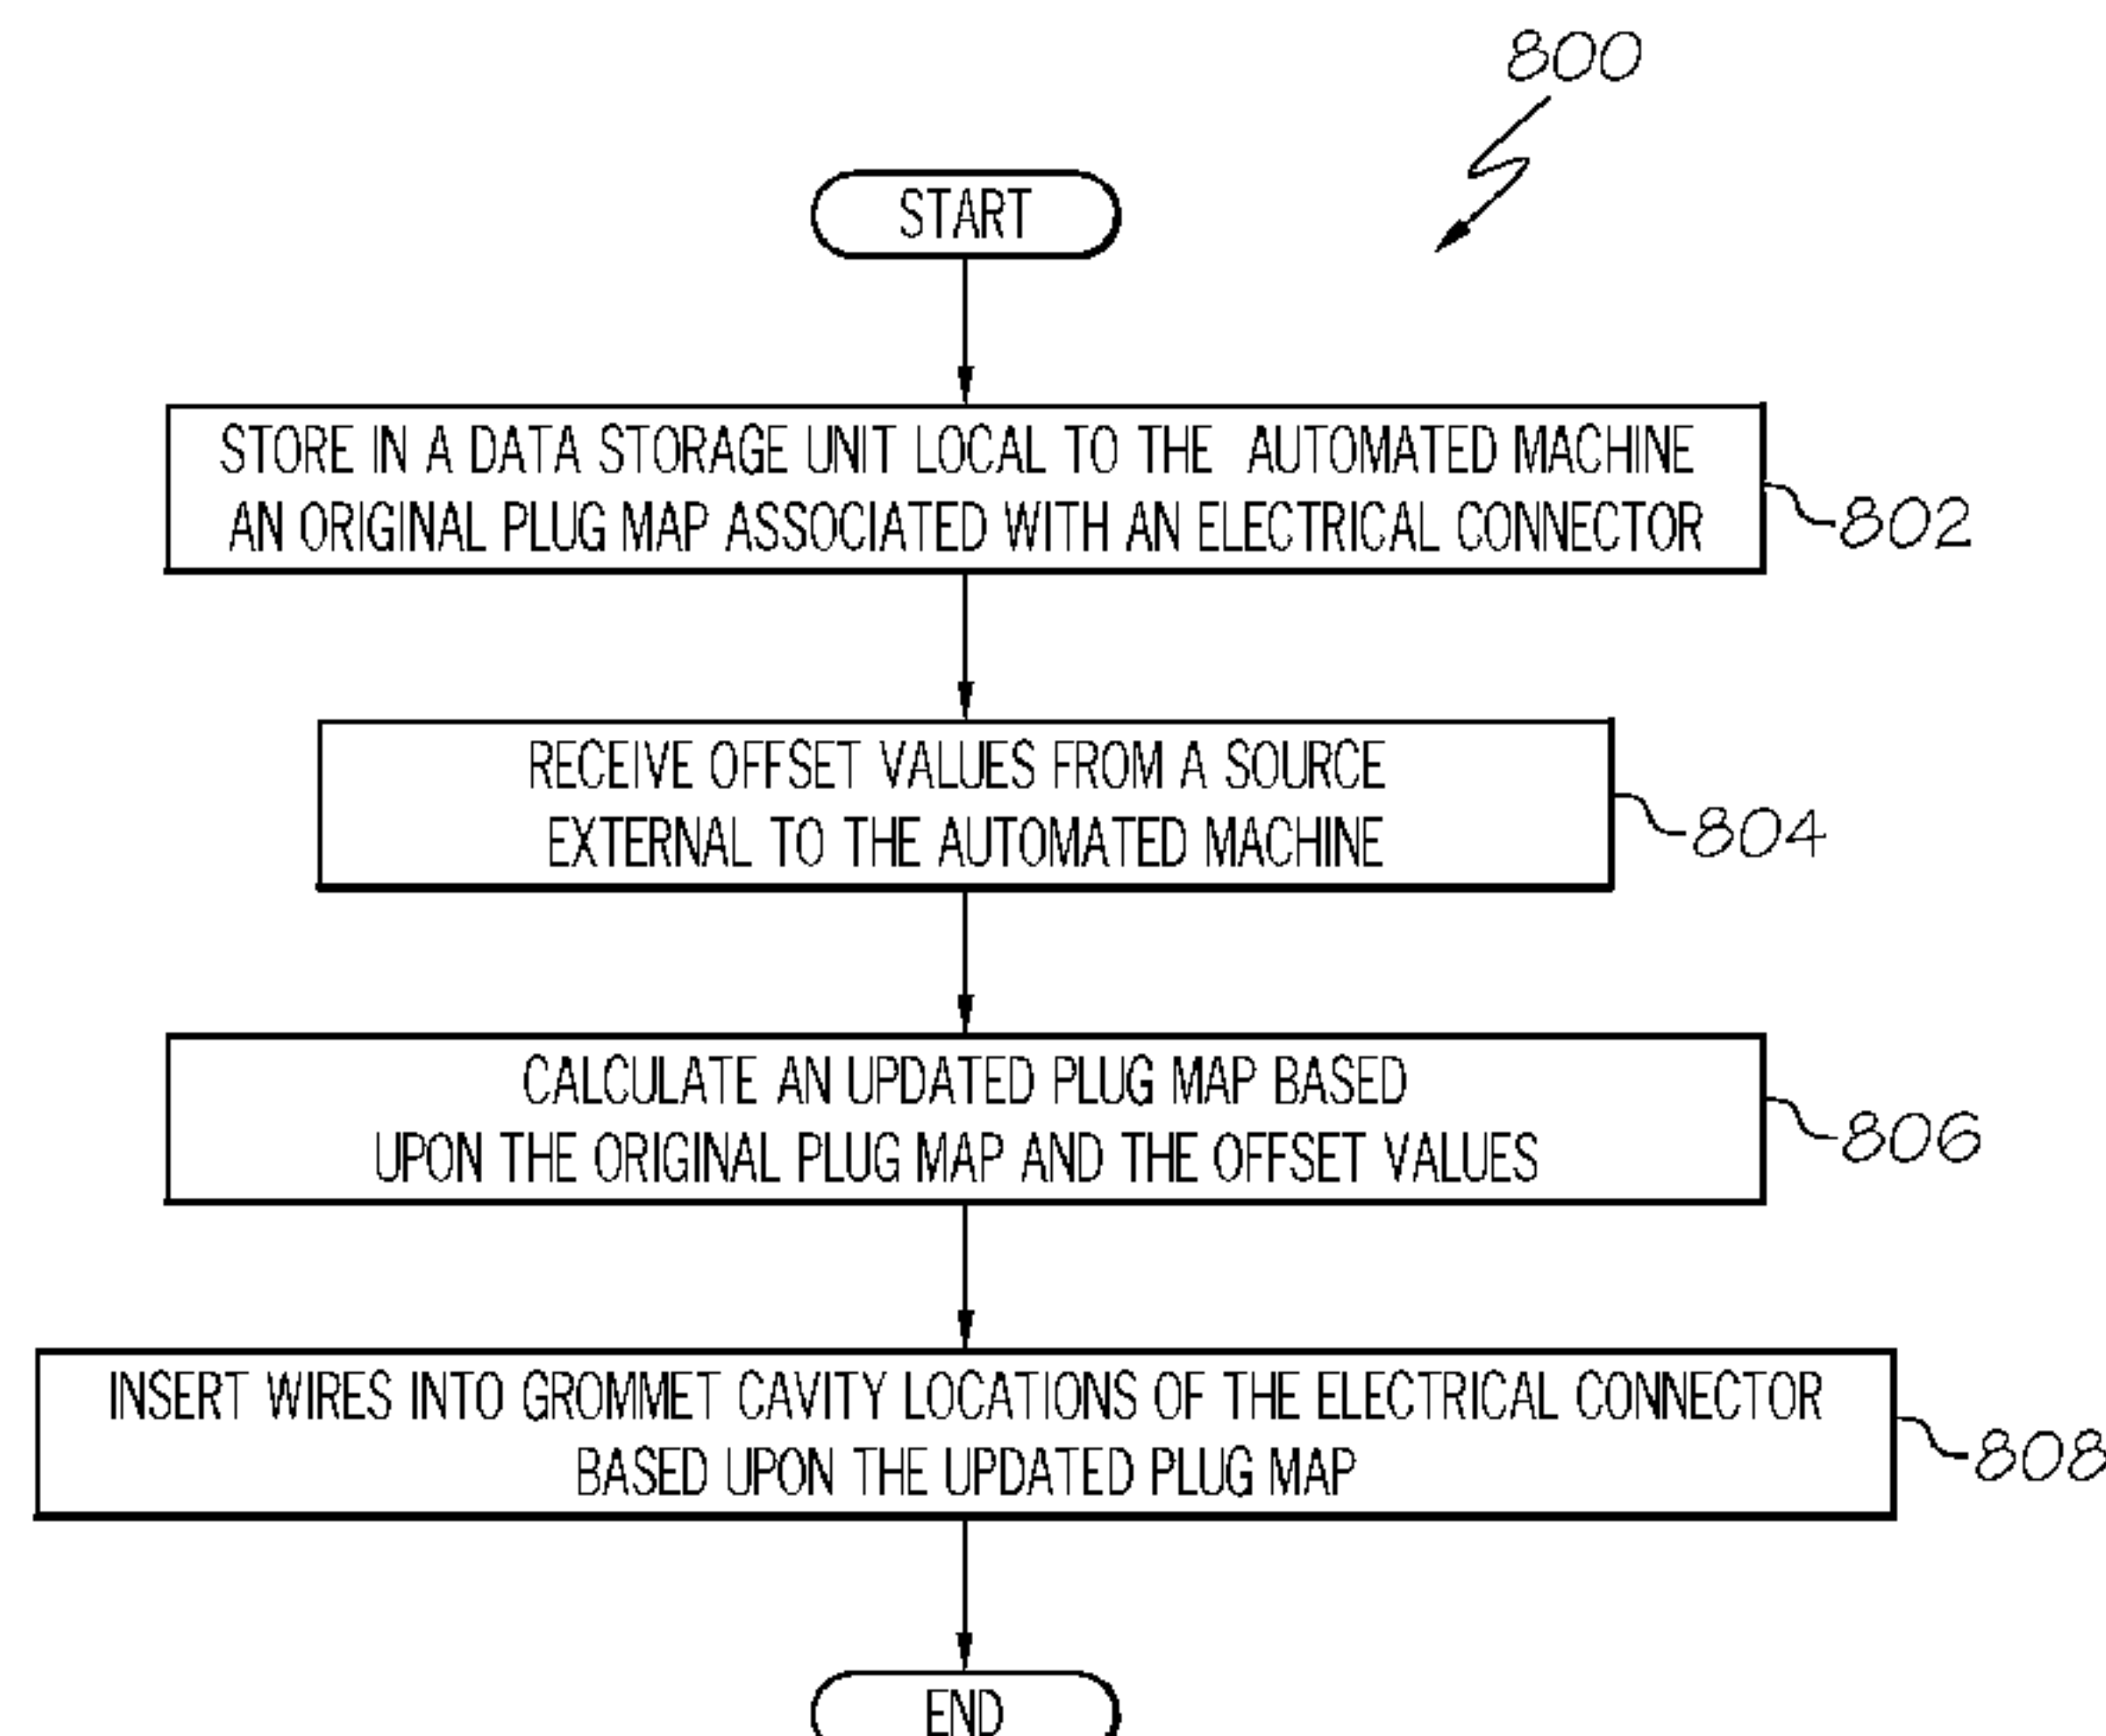 800
START
STORE IN A DATA STORAGE UNIT LOCAL TO THE AUTOMATED MACHINE
AN ORIGINAL PLUG MAP ASSOCIATED WITH AN ELECTRICAL CONNECTOR
802
RECEIVE OFFSET VALUES FROM A SOURCE
EXTERNAL TO THE AUTOMATED MACHINE
804
CALCULATE AN UPDATED PLUG MAP BASED
UPON THE ORIGINAL PLUG MAP AND THE OFFSET VALUES
806
INSERT WIRES INTO GROMMET CAVITY LOCATIONS OF THE ELECTRICAL CONNECTOR
BASED UPON THE UPDATED PLUG MAP
808
END